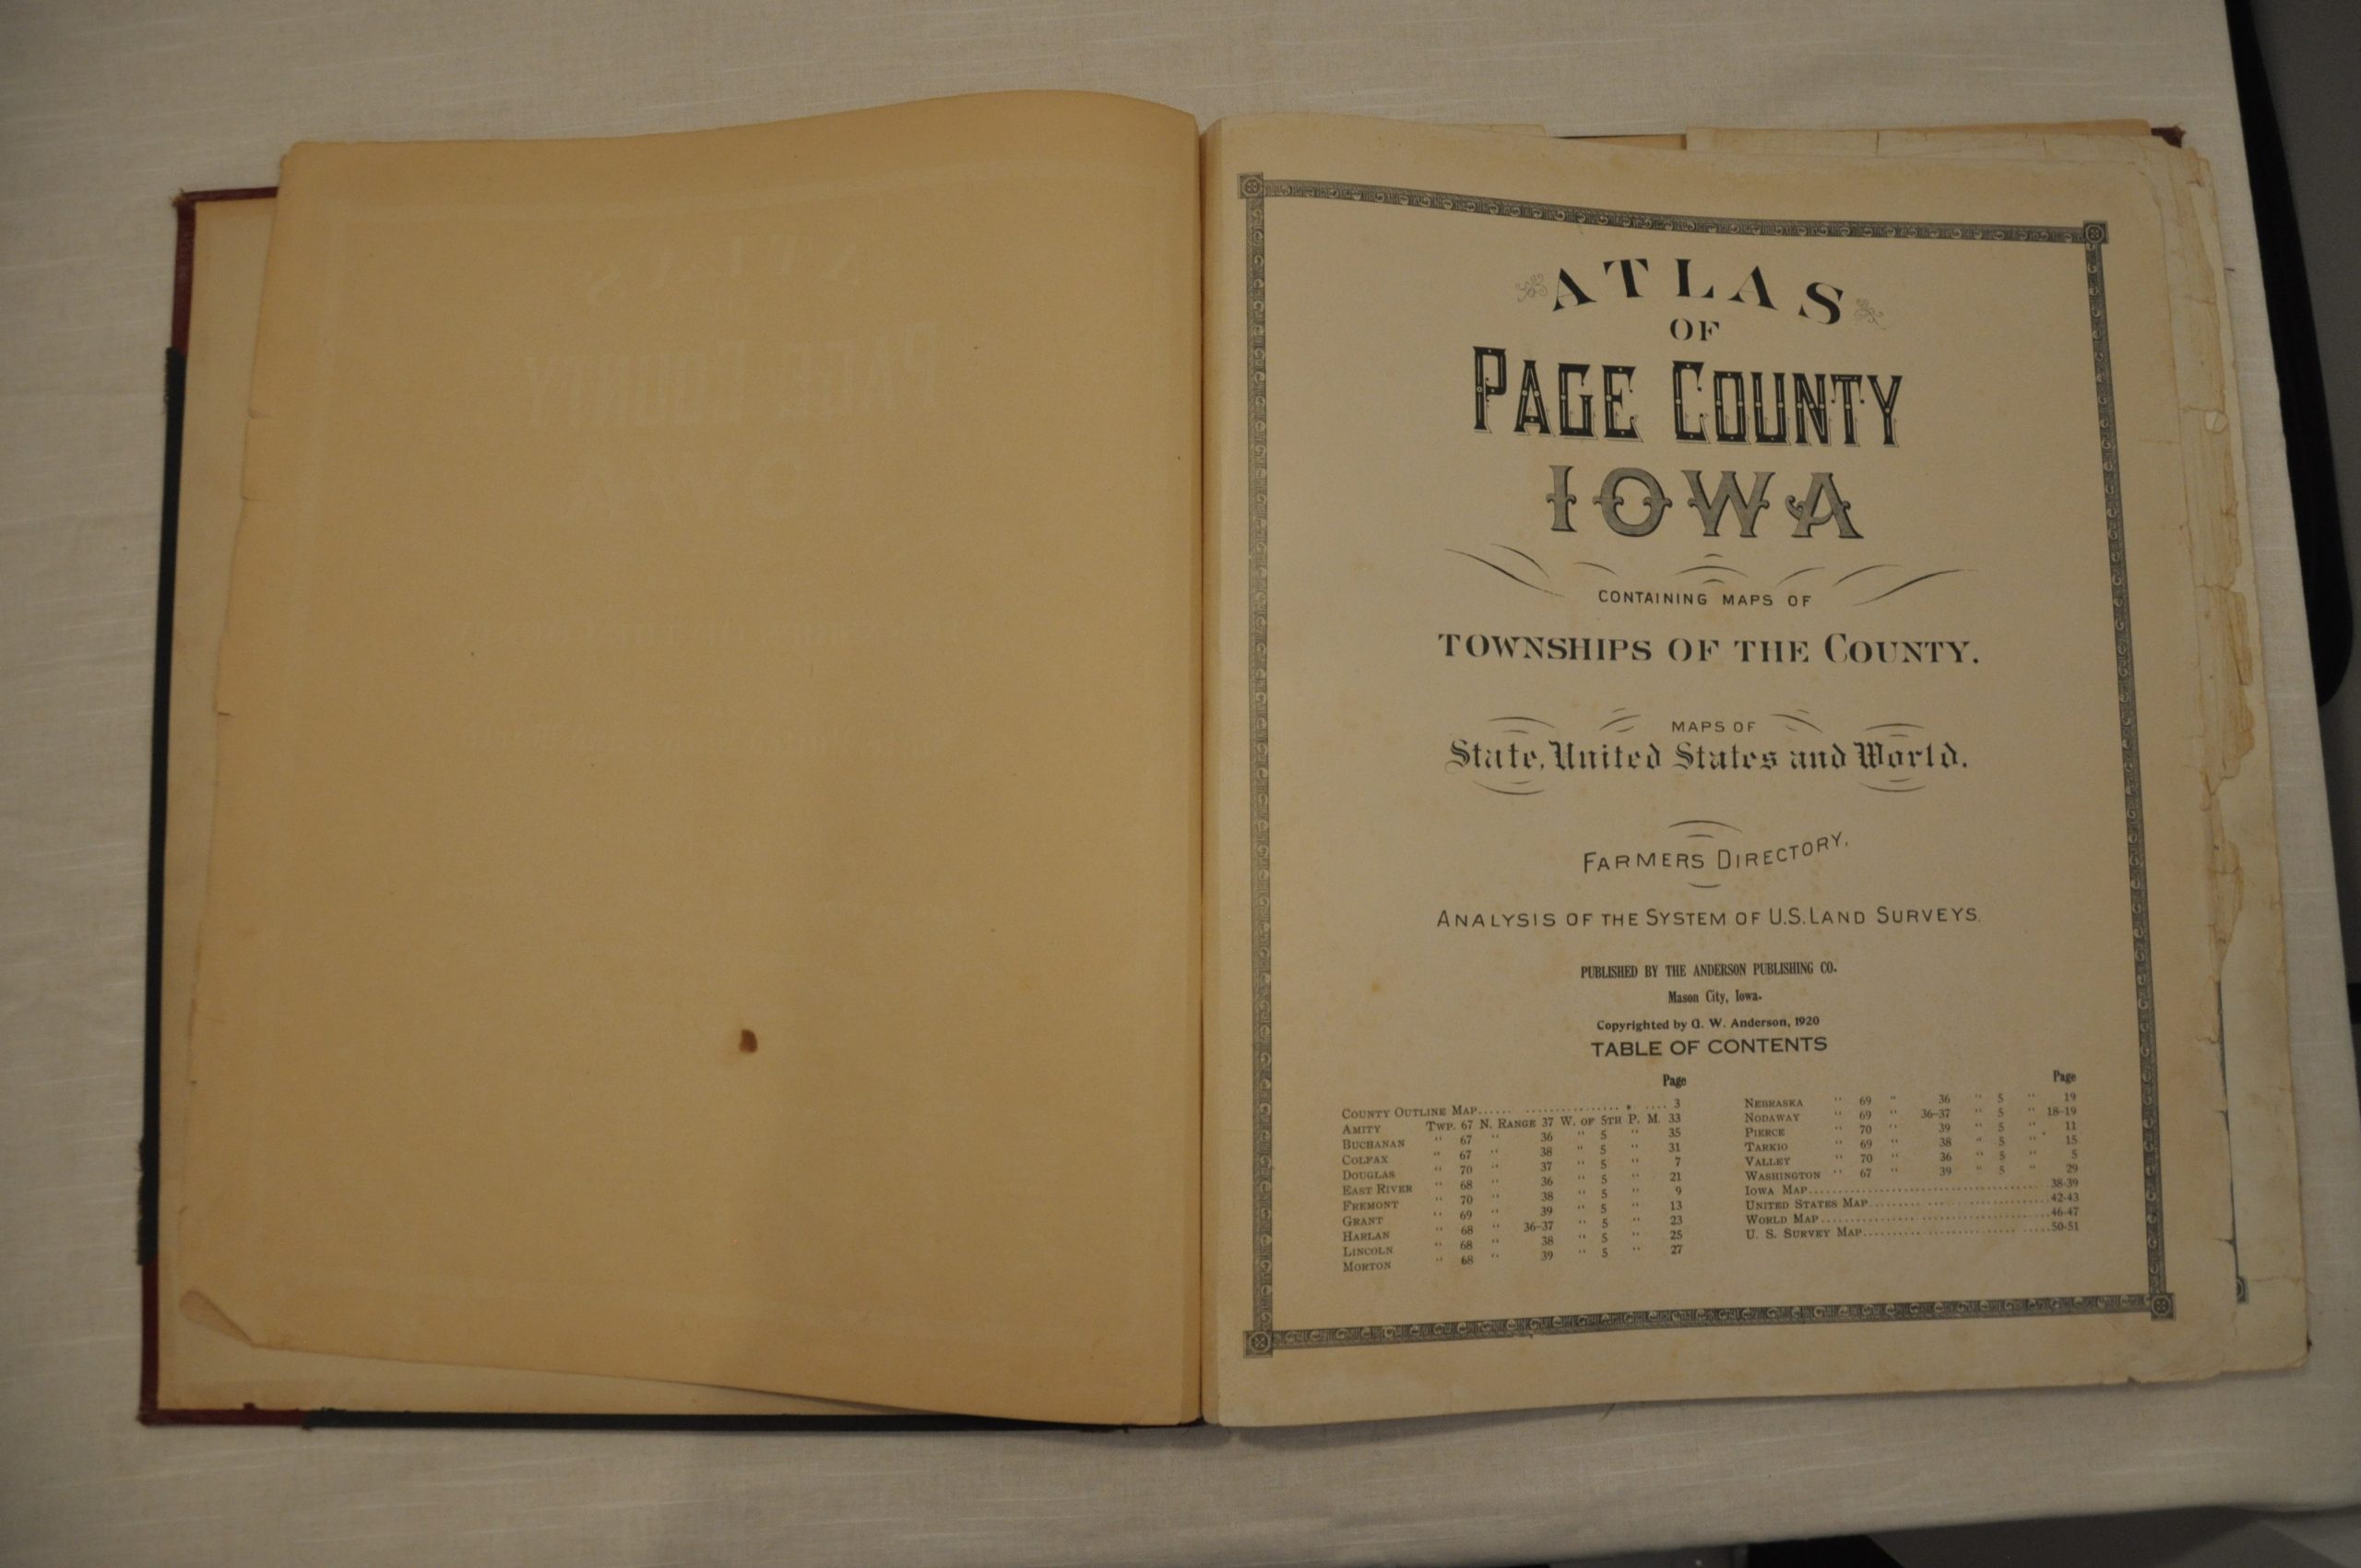 ATLAS
OF
PAGE COUNTY
IOWA
CONTAINING MAPS OF
TOWNSHIPS OF THE COUNTY.
MAPS OF
State, United States and World.
FARMERS DIRECTORY,
ANALYSIS OF THE SYSTEM OF U.S. LAND SURVEYS.
PUBLISHED BY THE ANDERSON PUBLISHING CO.
Mason City, Iowa.
Copyrighted by G. W. Anderson, 1920
TABLE OF CONTENTS
Page
COUNTY OUTLINE MAP.................... 3
AMITY TWP. 67 N. RANGE 37 W. OF 5TH P. M. 33
BUCHANAN " 67 " 36 " 5 " 35
COLFAX " 67 " 38 " 5 " 31
DOUGLAS " 70 " 37 " 5 " 7
EAST RIVER " 68 " 36 " 5 " 21
FREMONT " 70 " 38 " 5 " 9
GRANT " 69 " 39 " 5 " 13
HARLAN " 68 " 36-37 " 5 " 23
LINCOLN " 68 " 38 " 5 " 25
MORTON " 68 " 39 " 5 " 27
Page
NEBRASKA " 69 " 36 " 5 " 19
NODAWAY " 69 " 36-37 " 5 " 18-19
PIERCE " 70 " 39 " 5 " 11
TARKIO " 69 " 38 " 5 " 15
VALLEY " 70 " 36 " 5 " 5
WASHINGTON " 67 " 39 " 5 " 29
IOWA MAP....................38-39
UNITED STATES MAP....................42-43
WORLD MAP....................46-47
U. S. SURVEY MAP....................50-51